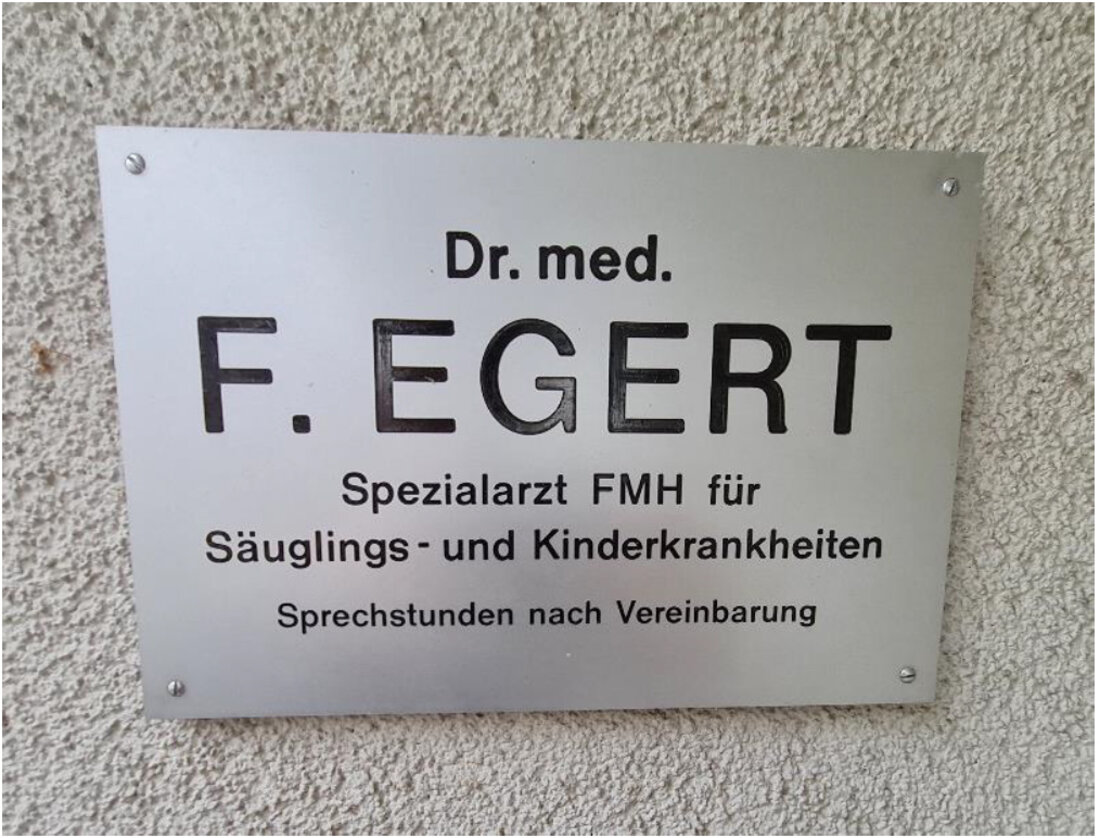 Dr. med.
F. EGERT
Spezialarzt FMH für
Säuglings- und Kinderkrankheiten
Sprechstunden nach Vereinbarung